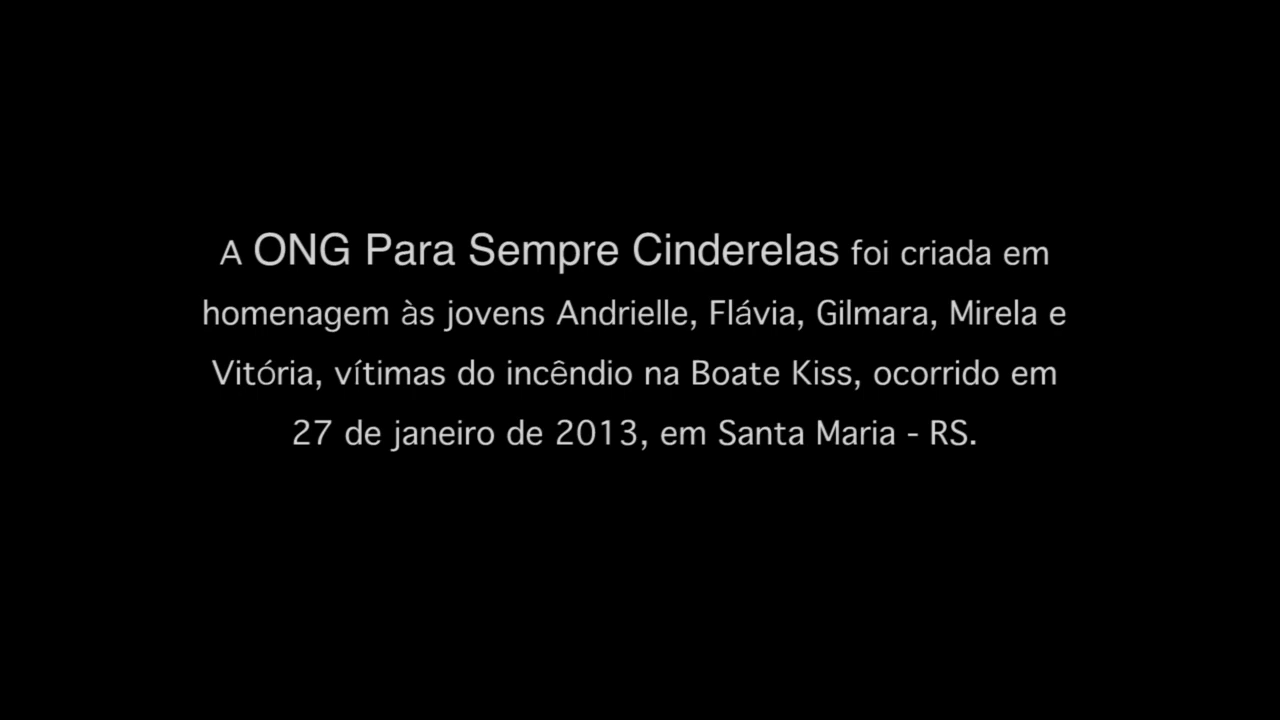 A ONG Para Sempre Cinderelas foi criada em
homenagem às jovens Andrielle, Flávia, Gilmara, Mirela e
Vitória, vítimas do incêndio na Boate Kiss, ocorrido em
27 de janeiro de 2013, em Santa Maria - RS.